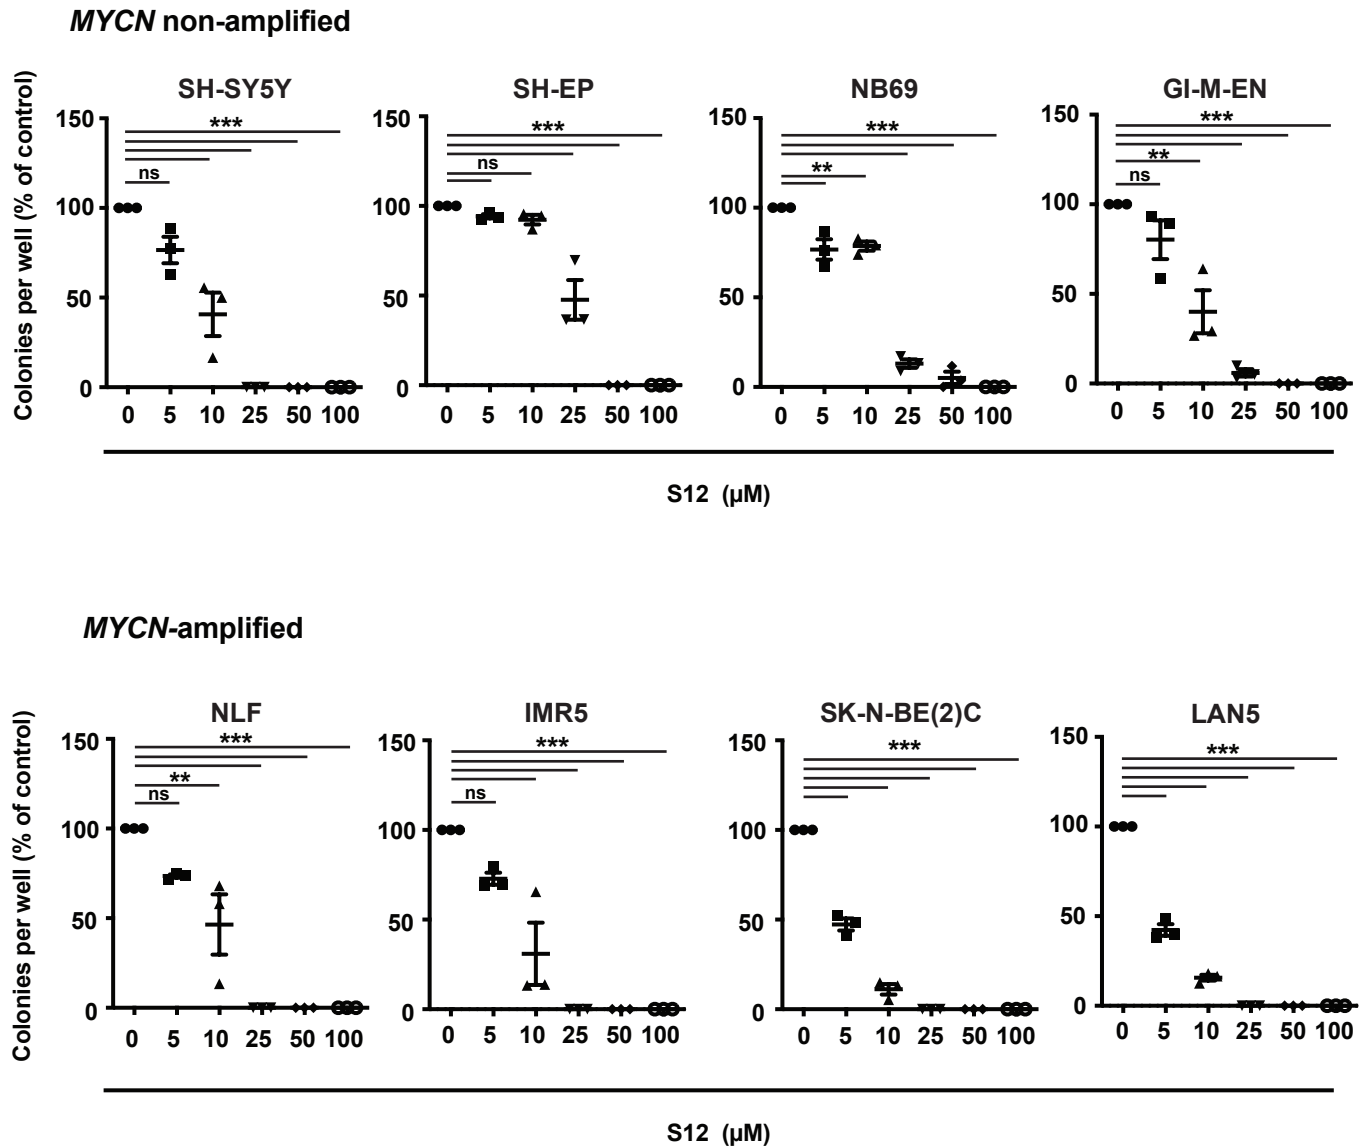 MYCN non-amplified
SH-SY5Y SH-EP NB69 GI-M-EN
Colonies per well (% of control)
150 100 50 0
*** ns
0 5 10 25 50 100
150 100 50 0
*** ns
0 5 10 25 50 100
150 100 50 0
*** **
0 5 10 25 50 100
150 100 50 0
*** ** ns
0 5 10 25 50 100
S12 (µM)
MYCN-amplified
NLF IMR5 SK-N-BE(2)C LAN5
Colonies per well (% of control)
150 100 50 0
*** ** ns
0 5 10 25 50 100
150 100 50 0
*** ns
0 5 10 25 50 100
150 100 50 0
***
0 5 10 25 50 100
150 100 50 0
***
0 5 10 25 50 100
S12 (µM)